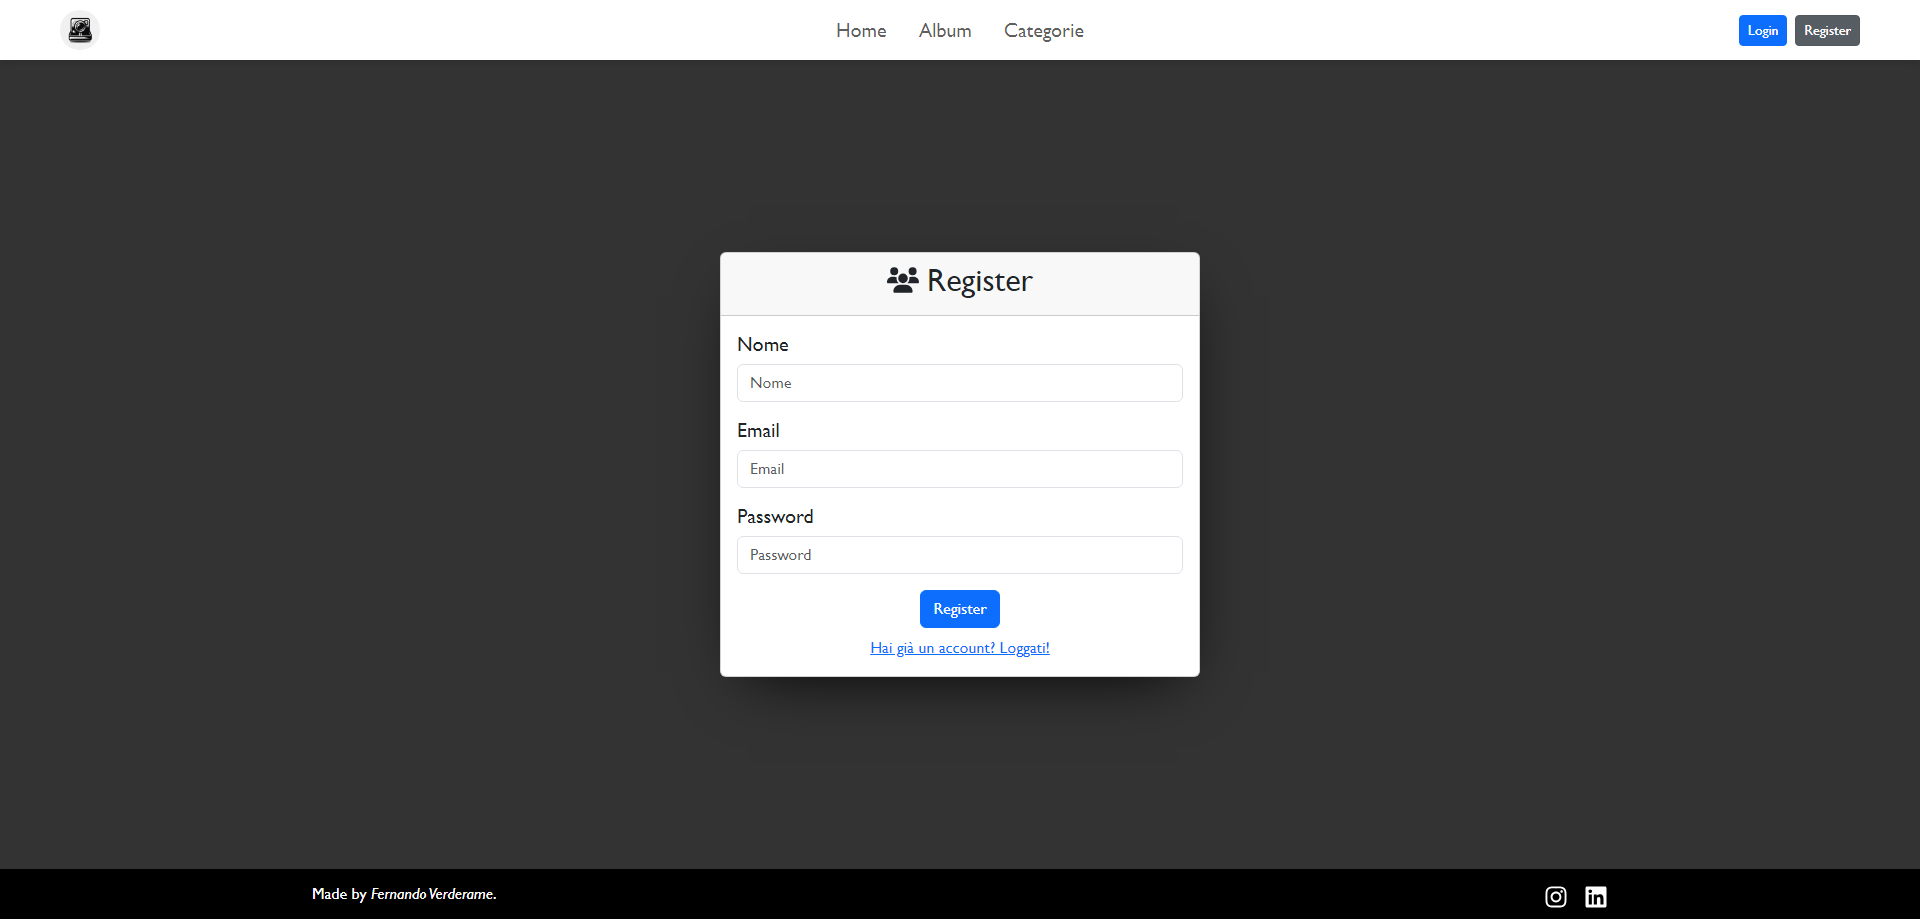 Home Album Categorie Login Register
Register
Nome
Nome
Email
Email
Password
Password
Register
Hai già un account? Loggati!
Made by Fernando Verderame.